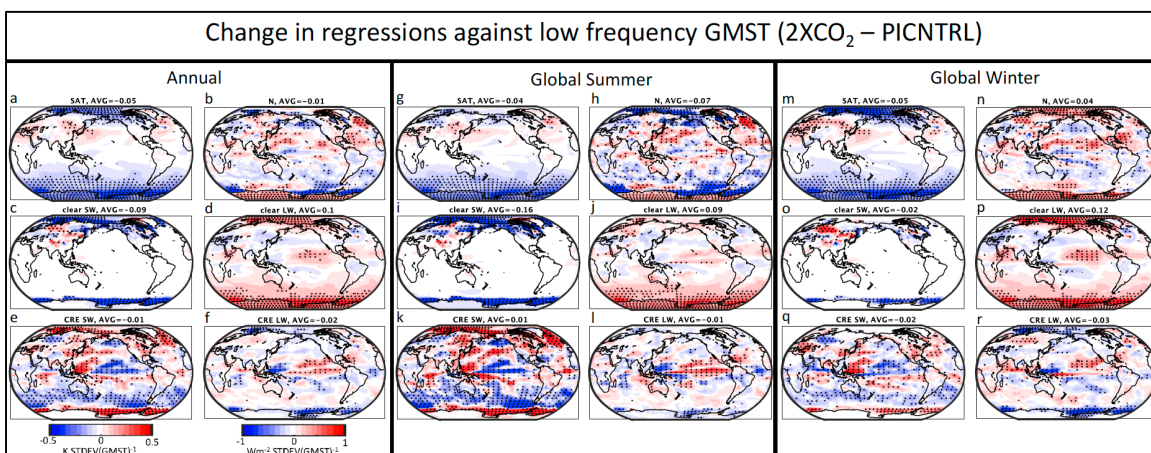 Change in regressions against low frequency GMST (2XCO₂ – PICNTRL)
Annual
Global Summer
Global Winter
a SAT, AVG=−0.05
b N, AVG=−0.01
g SAT, AVG=−0.04
h N, AVG=−0.07
m SAT, AVG=−0.05
n N, AVG=0.04
c clear SW, AVG=−0.09
d clear LW, AVG=0.1
i clear SW, AVG=−0.16
j clear LW, AVG=0.09
o clear SW, AVG=−0.02
p clear LW, AVG=0.12
e CRE SW, AVG=−0.01
f CRE LW, AVG=−0.02
k CRE SW, AVG=0.01
l CRE LW, AVG=−0.01
q CRE SW, AVG=−0.02
r CRE LW, AVG=−0.03
-0.5 0 0.5
K STDEV(GMST)⁻¹
-1 0 1
Wm⁻² STDEV(GMST)⁻¹